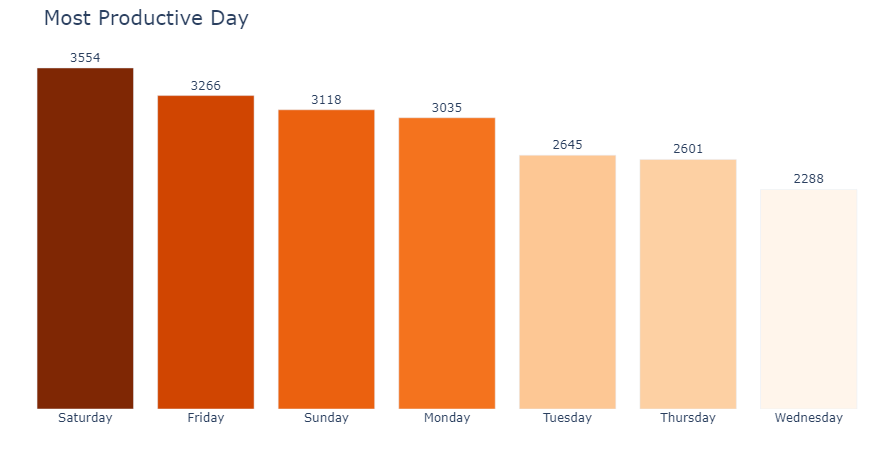 Most Productive Day
3554
3266
3118
3035
2645
2601
2288
Saturday
Friday
Sunday
Monday
Tuesday
Thursday
Wednesday